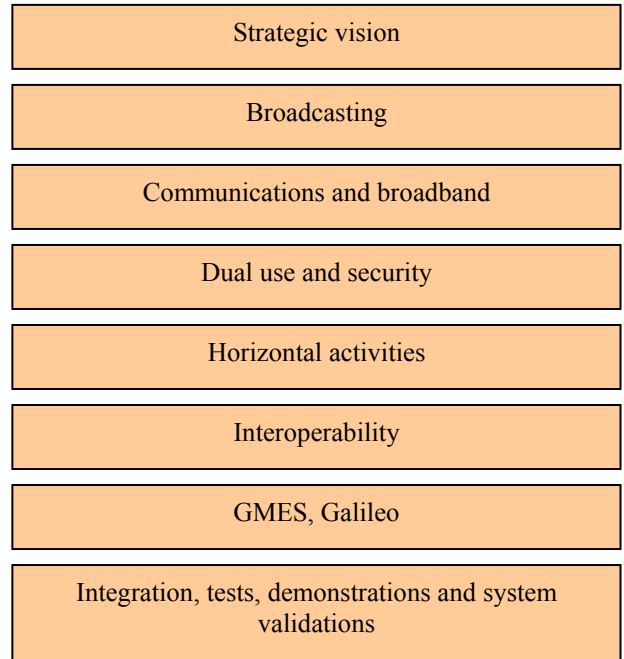 Strategic vision
Broadcasting
Communications and broadband
Dual use and security
Horizontal activities
Interoperability
GMES, Galileo
Integration, tests, demonstrations and system
validations